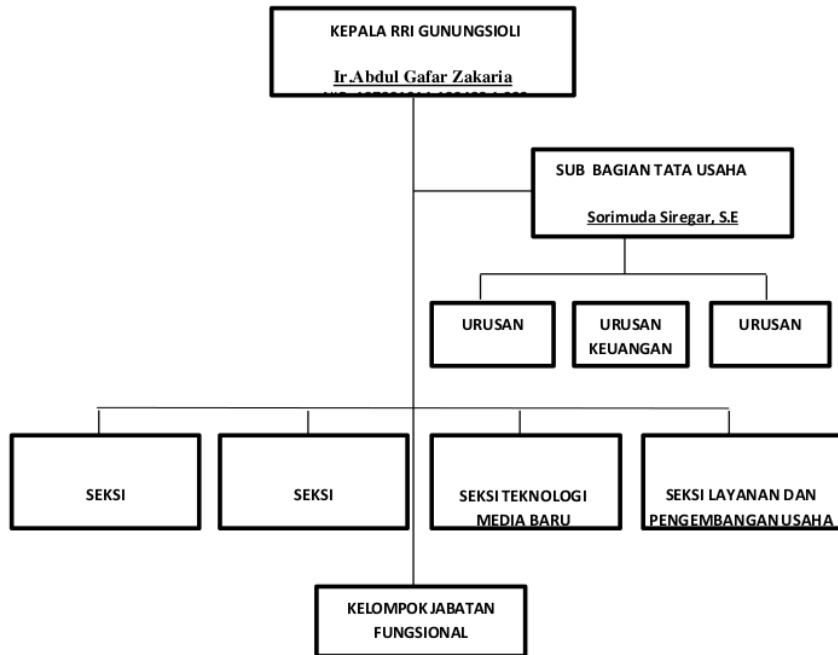 KEPALA RRI GUNUNGSIOLI
Ir.Abdul Gafar Zakaria
SUB BAGIAN TATA USAHA
Sorimuda Siregar, S.E
URUSAN
URUSAN
KEUANGAN
URUSAN
SEKSI
SEKSI
SEKSI TEKNOLOGI
MEDIA BARU
SEKSI LAYANAN DAN
PENGEMBANGAN USAHA
KELOMPOK JABATAN
FUNGSIONAL